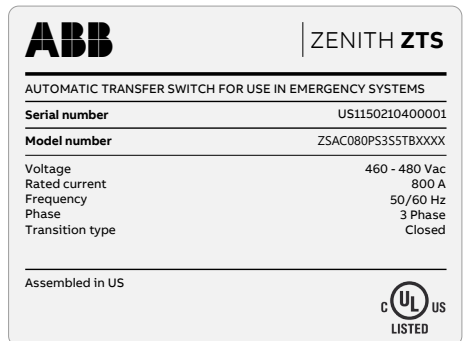 ABB
ZENITH ZTS
AUTOMATIC TRANSFER SWITCH FOR USE IN EMERGENCY SYSTEMS
Serial number US1150210400001
Model number ZSAC080PS3S5TBXXXX
Voltage 460 - 480 Vac
Rated current 800 A
Frequency 50/60 Hz
Phase 3 Phase
Transition type Closed
Assembled in US
C UL US
LISTED